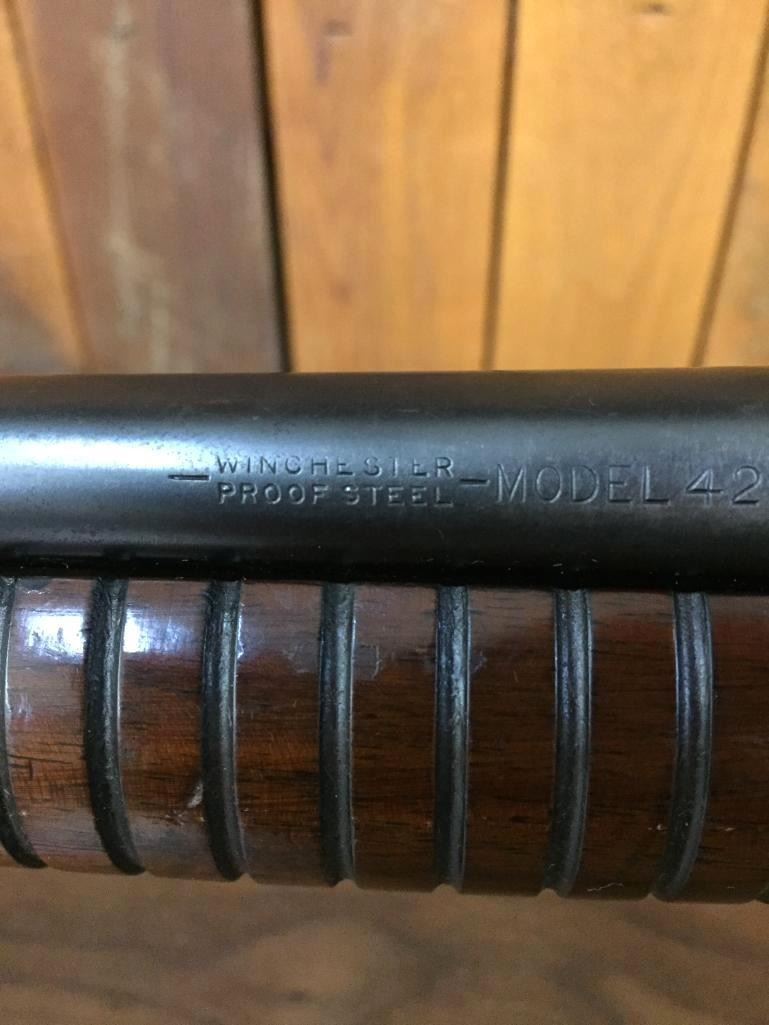 — WINCHESTER
PROOF STEEL — MODEL 42